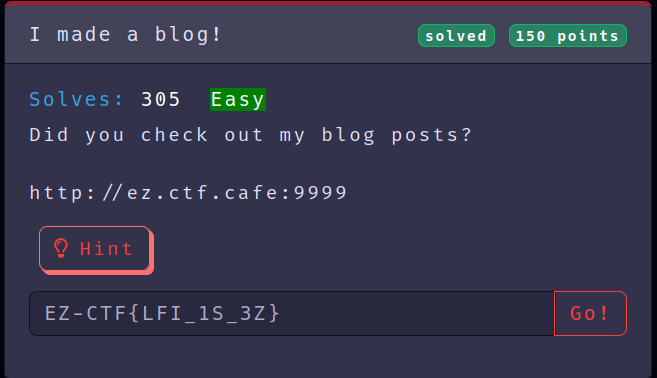 I made a blog!
solved 150 points
Solves: 305 Easy
Did you check out my blog posts?
http://ez.ctf.cafe:9999
Hint
EZ-CTF{LFI_1S_3Z}
Go!